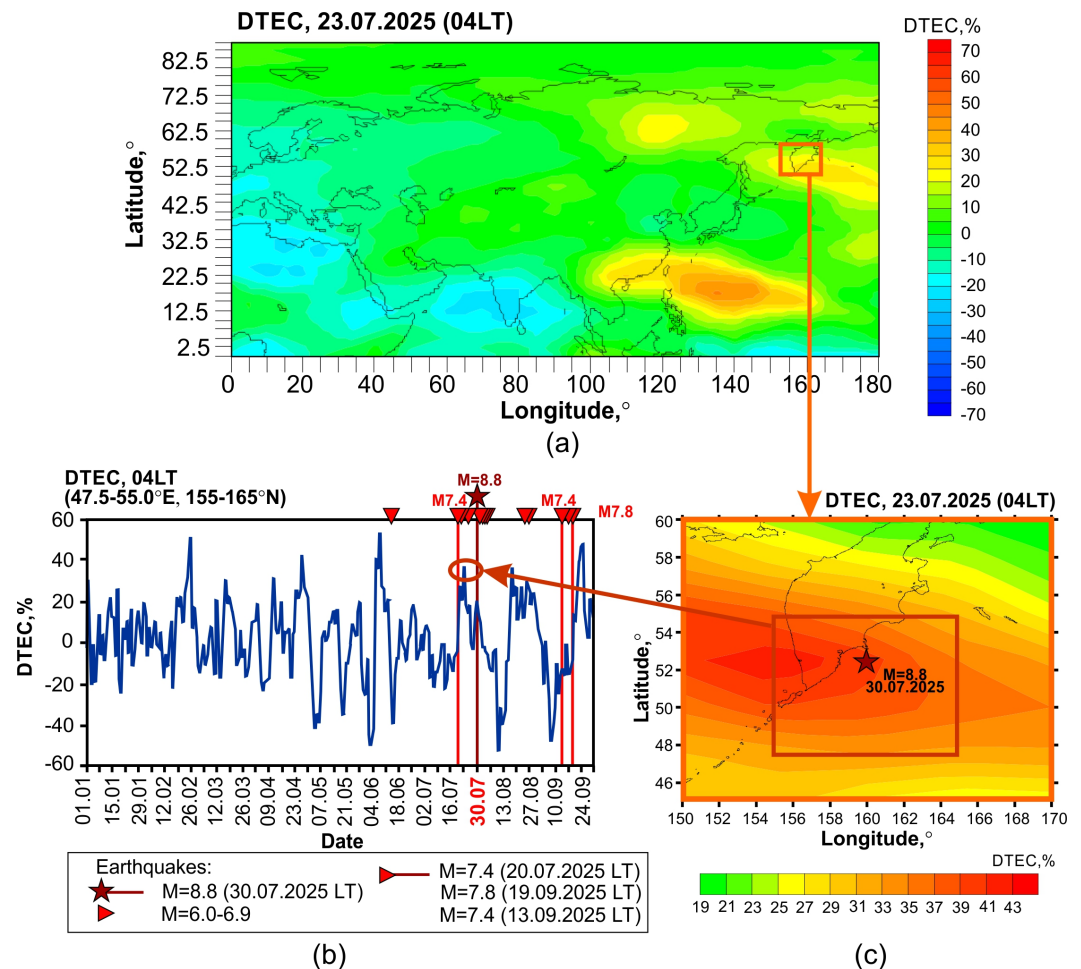 DTEC, 23.07.2025 (04LT)
DTEC,%
82.5
72.5
62.5
52.5
42.5
32.5
22.5
12.5
2.5
Latitude,°
0 20 40 60 80 100 120 140 160 180
Longitude,°
70
60
50
40
30
20
10
0
-10
-20
-30
-40
-50
-60
-70
(a)
DTEC, 04LT
(47.5-55.0°E, 155-165°N)
M=8.8
M7.4
M7.4
M7.8
60
40
20
0
-20
-40
-60
DTEC,%
01.01 15.01 29.01 12.02 26.02 12.03 26.03 09.04 23.04 07.05 21.05 04.06 18.06 02.07 16.07 30.07 13.08 27.08 10.09 24.09
Date
Earthquakes:
M=8.8 (30.07.2025 LT)
M=6.0-6.9
M=7.4 (20.07.2025 LT)
M=7.8 (19.09.2025 LT)
M=7.4 (13.09.2025 LT)
(b)
DTEC, 23.07.2025 (04LT)
60
58
56
54
52
50
48
46
Latitude,°
M=8.8
30.07.2025
150 152 154 156 158 160 162 164 166 168 170
Longitude,°
DTEC,%
19 21 23 25 27 29 31 33 35 37 39 41 43
(c)